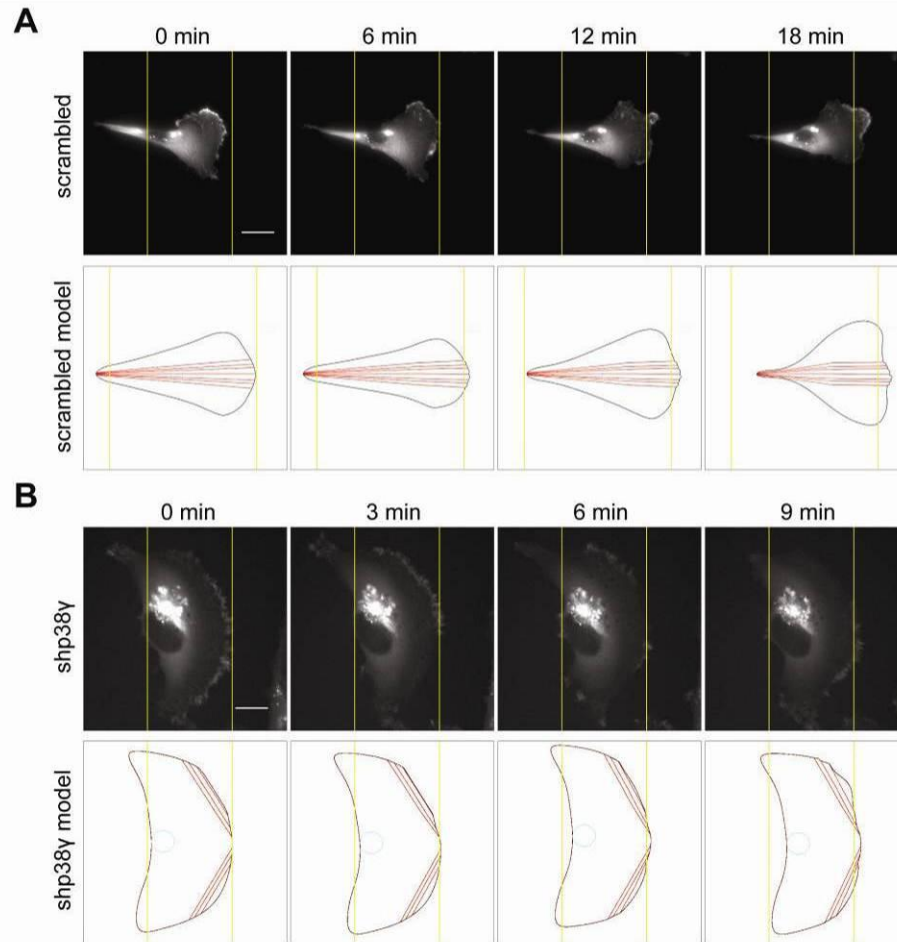 A
0 min 6 min 12 min 18 min
scrambled
scrambled model
B
0 min 3 min 6 min 9 min
shp38γ
shp38γ model